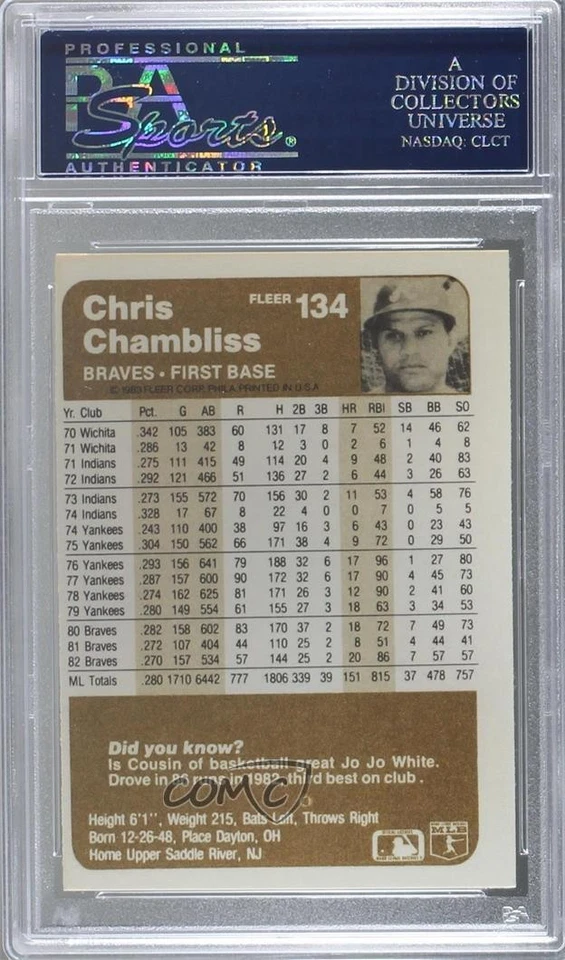 PROFESSIONAL
PSA
Sports®
AUTHENTICATOR
A
DIVISION OF
COLLECTORS
UNIVERSE
NASDAQ: CLCT
Chris
Chambliss
FLEER 134
BRAVES • FIRST BASE
© 1983 FLEER CORP. PHILA. PRINTED IN U.S.A
Yr. Club Pct. G AB R H 2B 3B HR RBI SB BB SO
70 Wichita .342 105 383 60 131 17 8 7 52 14 46 62
71 Wichita .286 13 42 8 12 3 0 2 6 1 4 8
71 Indians .275 111 415 49 114 20 4 9 48 2 40 83
72 Indians .292 121 466 51 136 27 2 6 44 3 26 63
73 Indians .273 155 572 70 156 30 2 11 53 4 58 76
74 Indians .328 17 67 8 22 4 0 0 7 0 5 5
74 Yankees .243 110 400 38 97 16 3 6 43 0 23 43
75 Yankees .304 150 562 66 171 38 4 9 72 0 29 50
76 Yankees .293 156 641 79 188 32 6 17 96 1 27 80
77 Yankees .287 157 600 90 172 32 6 17 90 4 45 73
78 Yankees .274 162 625 81 171 26 3 12 90 2 41 60
79 Yankees .280 149 554 61 155 27 3 18 63 3 34 53
80 Braves .282 158 602 83 170 37 2 18 72 7 49 73
81 Braves .272 107 404 44 110 25 2 8 51 4 44 41
82 Braves .270 157 534 57 144 25 2 20 86 7 57 57
ML Totals .280 1710 6442 777 1806 339 39 151 815 37 478 757
Did you know?
Is Cousin of basketball great Jo Jo White.
Drove in 86 runs in 1982, third best on club.
COMC
Height 6'1'', Weight 215, Bats Left, Throws Right
Born 12-26-48, Place Dayton, OH
Home Upper Saddle River, NJ
PSA